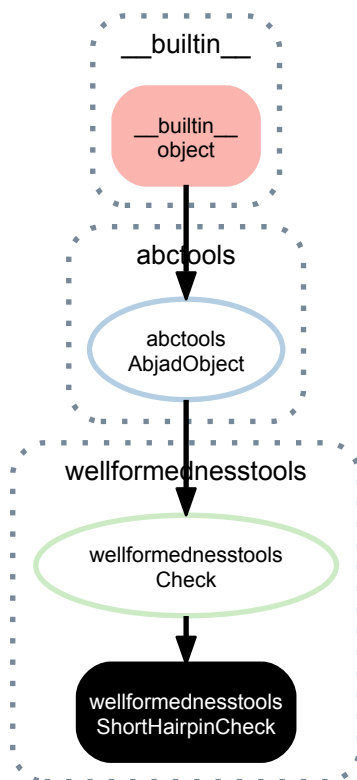 __builtin__
__builtin__
object
abctools
abctools
AbjadObject
wellformednesstools
wellformednesstools
Check
wellformednesstools
ShortHairpinCheck